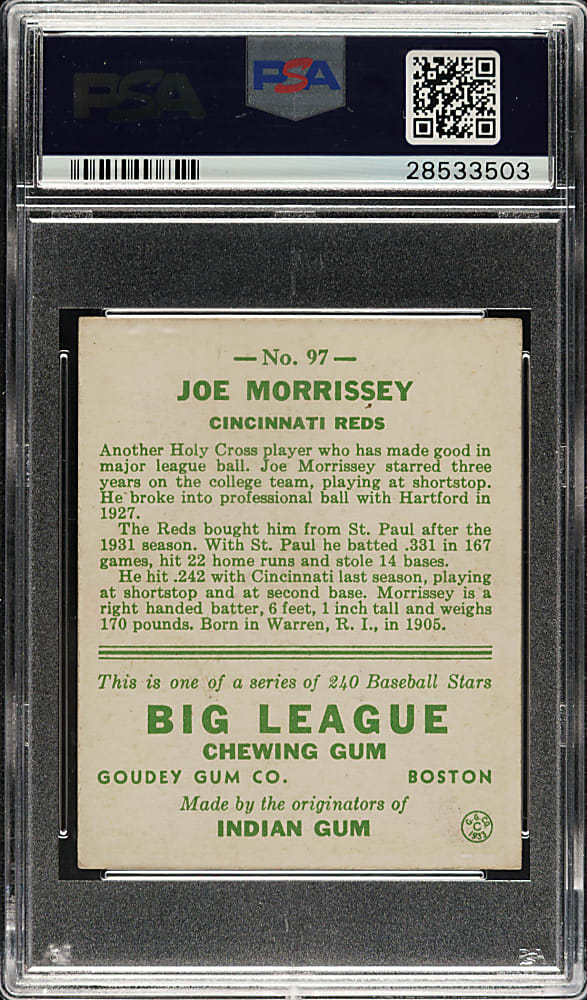 PSA
PSA
28533503
— No. 97 —
JOE MORRISSEY
CINCINNATI REDS
Another Holy Cross player who has made good in
major league ball. Joe Morrissey starred three
years on the college team, playing at shortstop.
He broke into professional ball with Hartford in
1927.
The Reds bought him from St. Paul after the
1931 season. With St. Paul he batted .331 in 167
games, hit 22 home runs and stole 14 bases.
He hit .242 with Cincinnati last season, playing
at shortstop and at second base. Morrissey is a
right handed batter, 6 feet, 1 inch tall and weighs
170 pounds. Born in Warren, R. I., in 1905.
This is one of a series of 240 Baseball Stars
BIG LEAGUE
CHEWING GUM
GOUDEY GUM CO. BOSTON
Made by the originators of
INDIAN GUM
G. G. CO.
C
1933